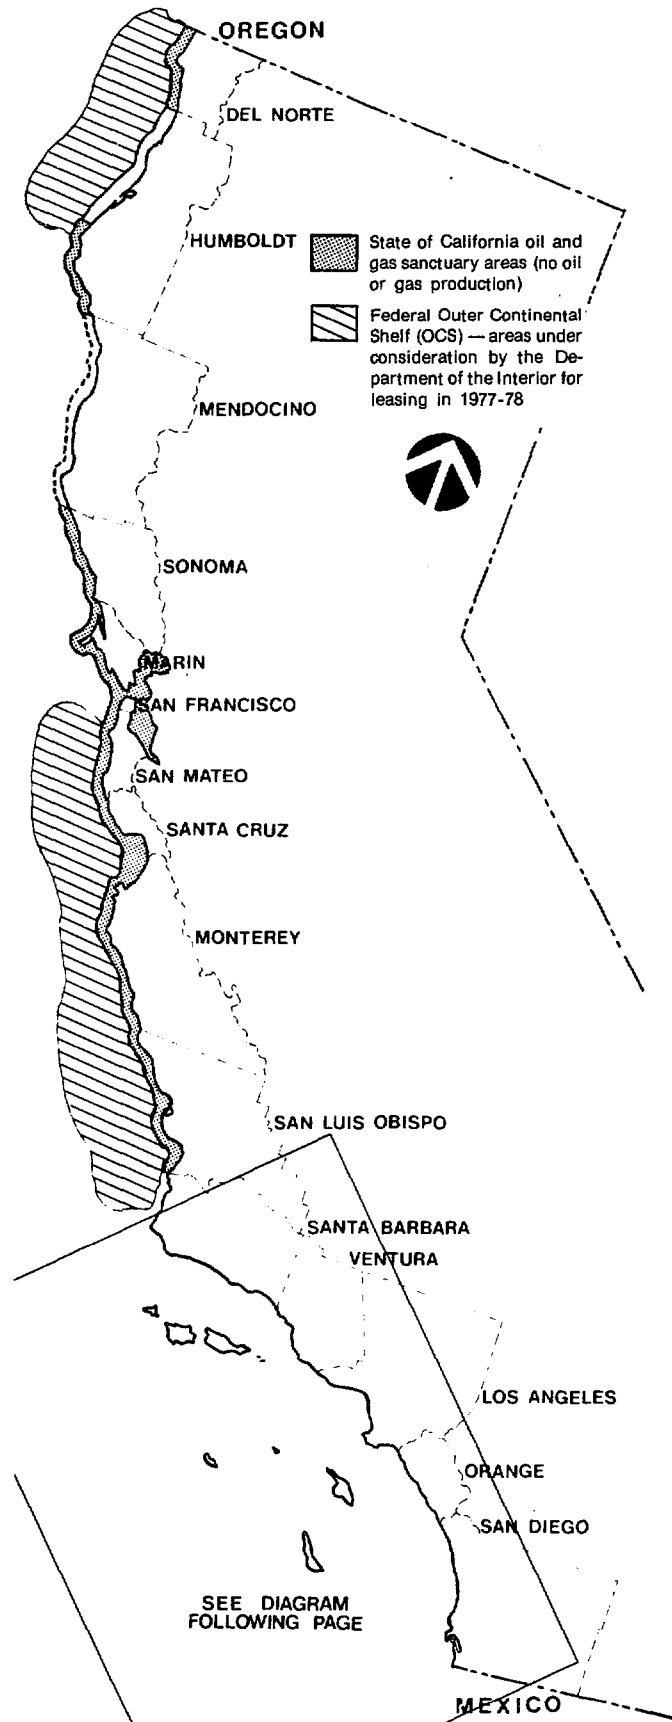 OREGON
DEL NORTE
HUMBOLDT
State of California oil and
gas sanctuary areas (no oil
or gas production)
Federal Outer Continental
Shelf (OCS) — areas under
consideration by the De-
partment of the Interior for
leasing in 1977-78
MENDOCINO
SONOMA
MARIN
SAN FRANCISCO
SAN MATEO
SANTA CRUZ
MONTEREY
SAN LUIS OBISPO
SANTA BARBARA
VENTURA
LOS ANGELES
ORANGE
SAN DIEGO
SEE DIAGRAM
FOLLOWING PAGE
MEXICO